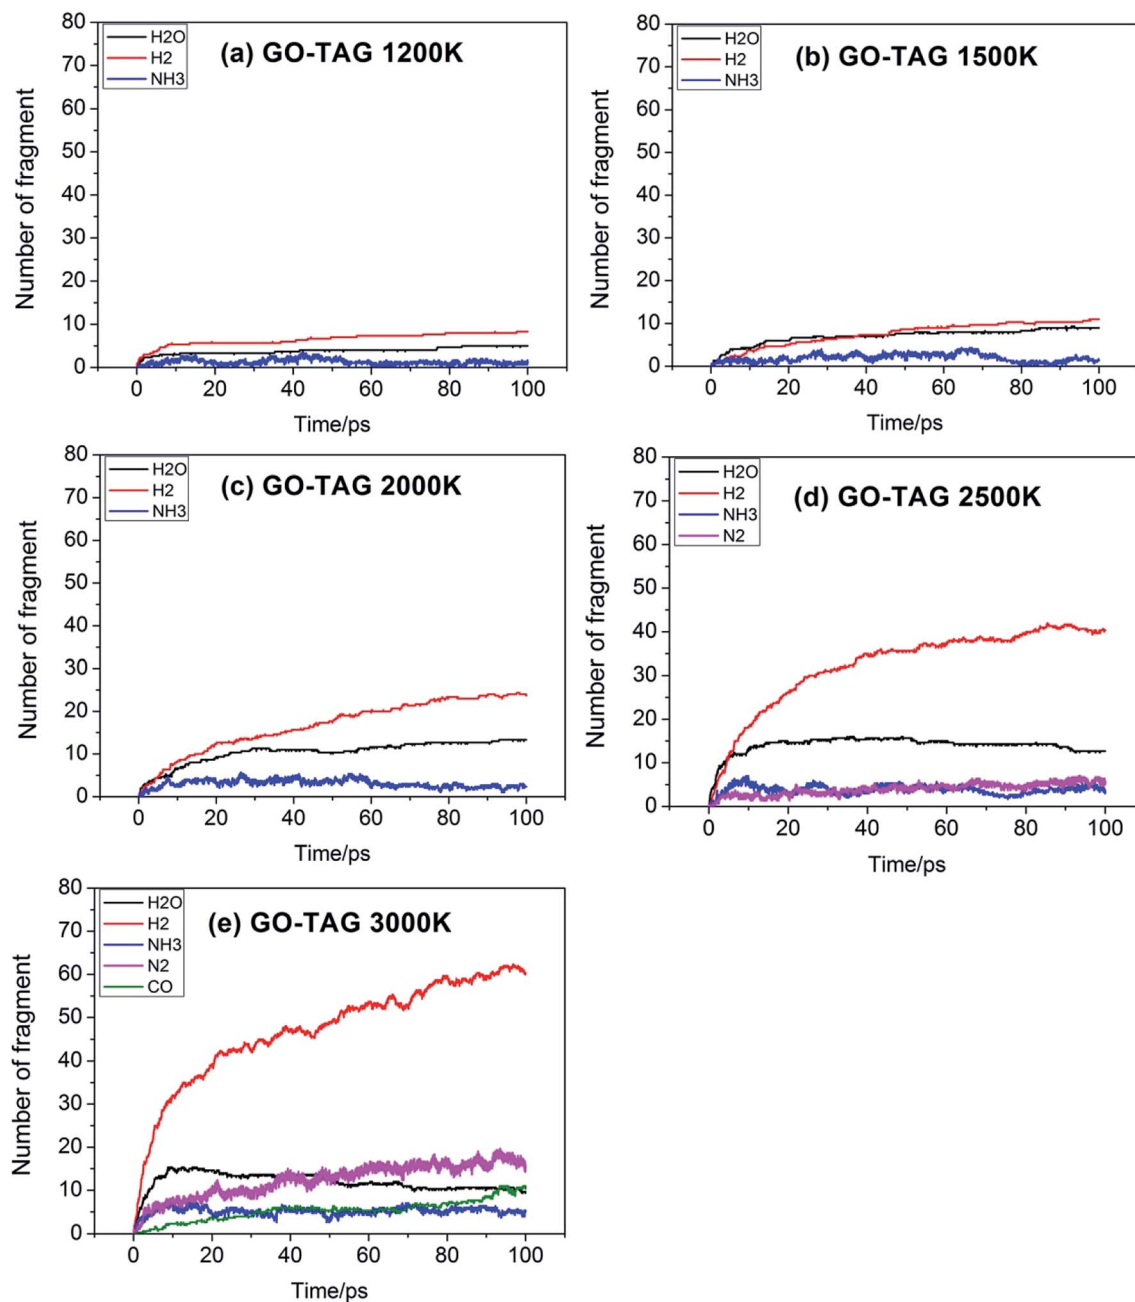 H2O
H2
NH3
(a) GO-TAG 1200K
Number of fragment
80
70
60
50
40
30
20
10
0
0 20 40 60 80 100
Time/ps
H2O
H2
NH3
(b) GO-TAG 1500K
Number of fragment
80
70
60
50
40
30
20
10
0
0 20 40 60 80 100
Time/ps
H2O
H2
NH3
(c) GO-TAG 2000K
Number of fragment
80
70
60
50
40
30
20
10
0
0 20 40 60 80 100
Time/ps
H2O
H2
NH3
N2
(d) GO-TAG 2500K
Number of fragment
80
70
60
50
40
30
20
10
0
0 20 40 60 80 100
Time/ps
H2O
H2
NH3
N2
CO
(e) GO-TAG 3000K
Number of fragment
80
70
60
50
40
30
20
10
0
0 20 40 60 80 100
Time/ps